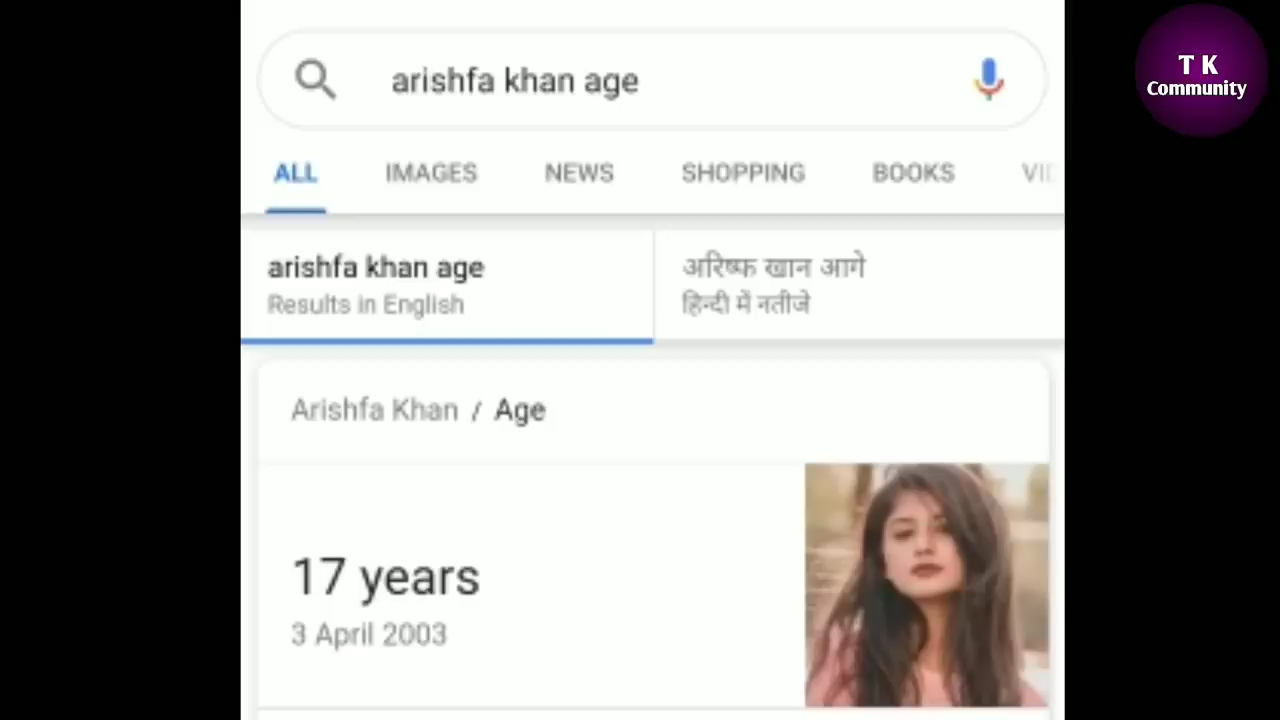 arishfa khan age
T K
Community
ALL IMAGES NEWS SHOPPING BOOKS
arishfa khan age
Results in English
अरिष्फ खान आगे
हिन्दी में नतीजे
Arishfa Khan / Age
17 years
3 April 2003